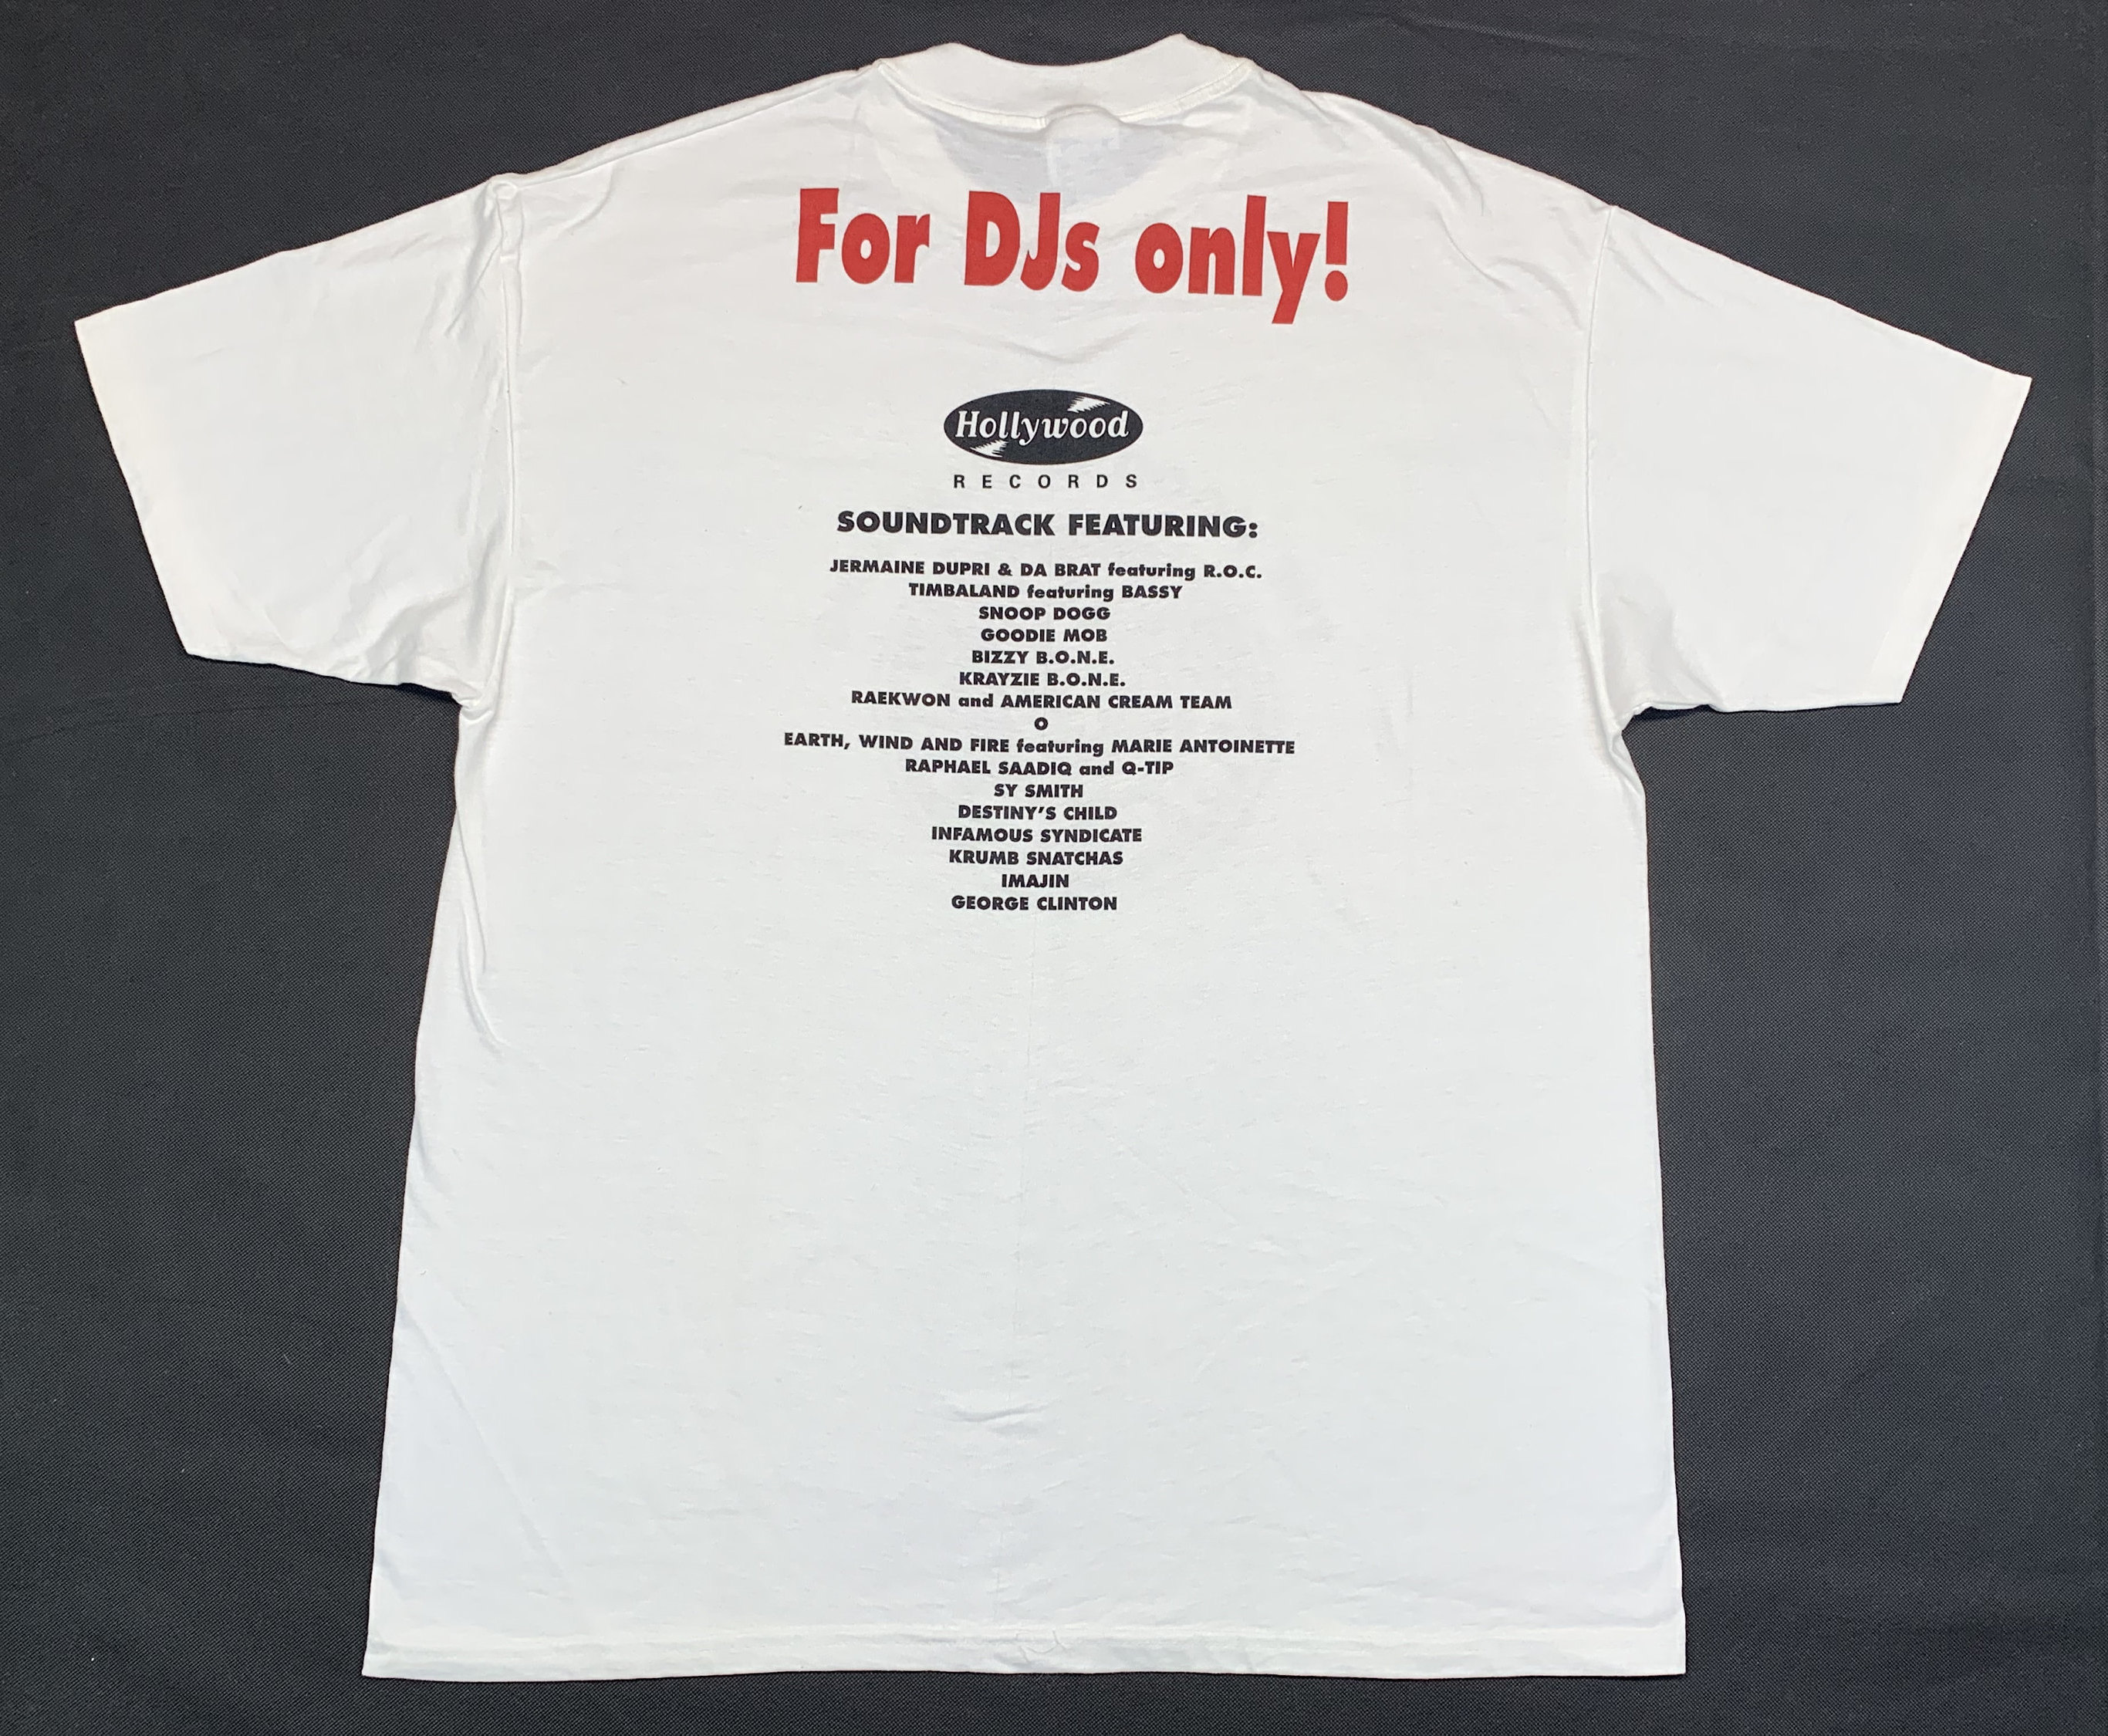 For DJs only!
Hollywood
RECORDS
SOUNDTRACK FEATURING:
JERMAINE DUPRI & DA BRAT featuring R.O.C.
TIMBALAND featuring BASSY
SNOOP DOGG
GOODIE MOB
BIZZY B.O.N.E.
KRAYZIE B.O.N.E.
RAEKWON and AMERICAN CREAM TEAM
O
EARTH, WIND AND FIRE featuring MARIE ANTOINETTE
RAPHAEL SAADIQ and Q-TIP
SY SMITH
DESTINY'S CHILD
INFAMOUS SYNDICATE
KRUMB SNATCHAS
IMAJIN
GEORGE CLINTON